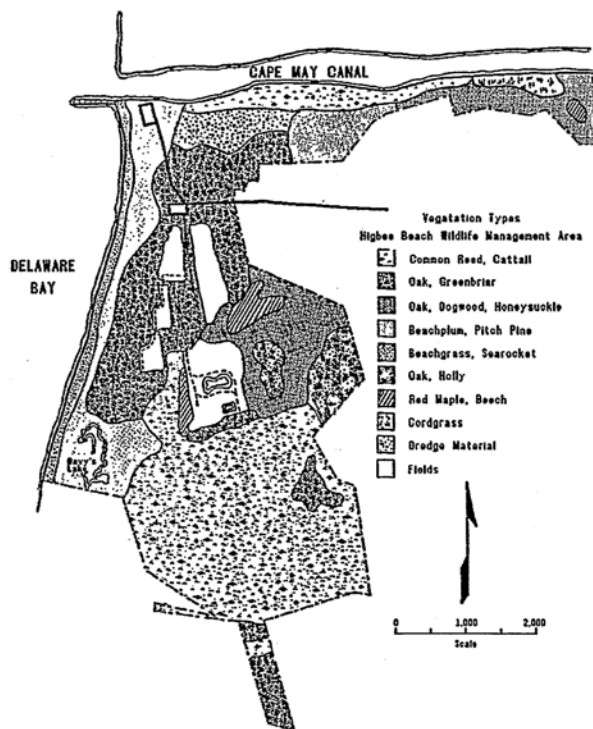 CAPE MAY CANAL
DELAWARE
BAY
Vegatation Types
Higbee Beach Wildlife Management Area
Common Reed, Cattail
Oak, Greenbriar
Oak, Dogwood, Honeysuckle
Beachplum, Pitch Pine
Beachgrass, Searocket
Oak, Holly
Red Maple, Beech
Cordgrass
Dredge Material
Fields
0 1,000 2,000
Scale